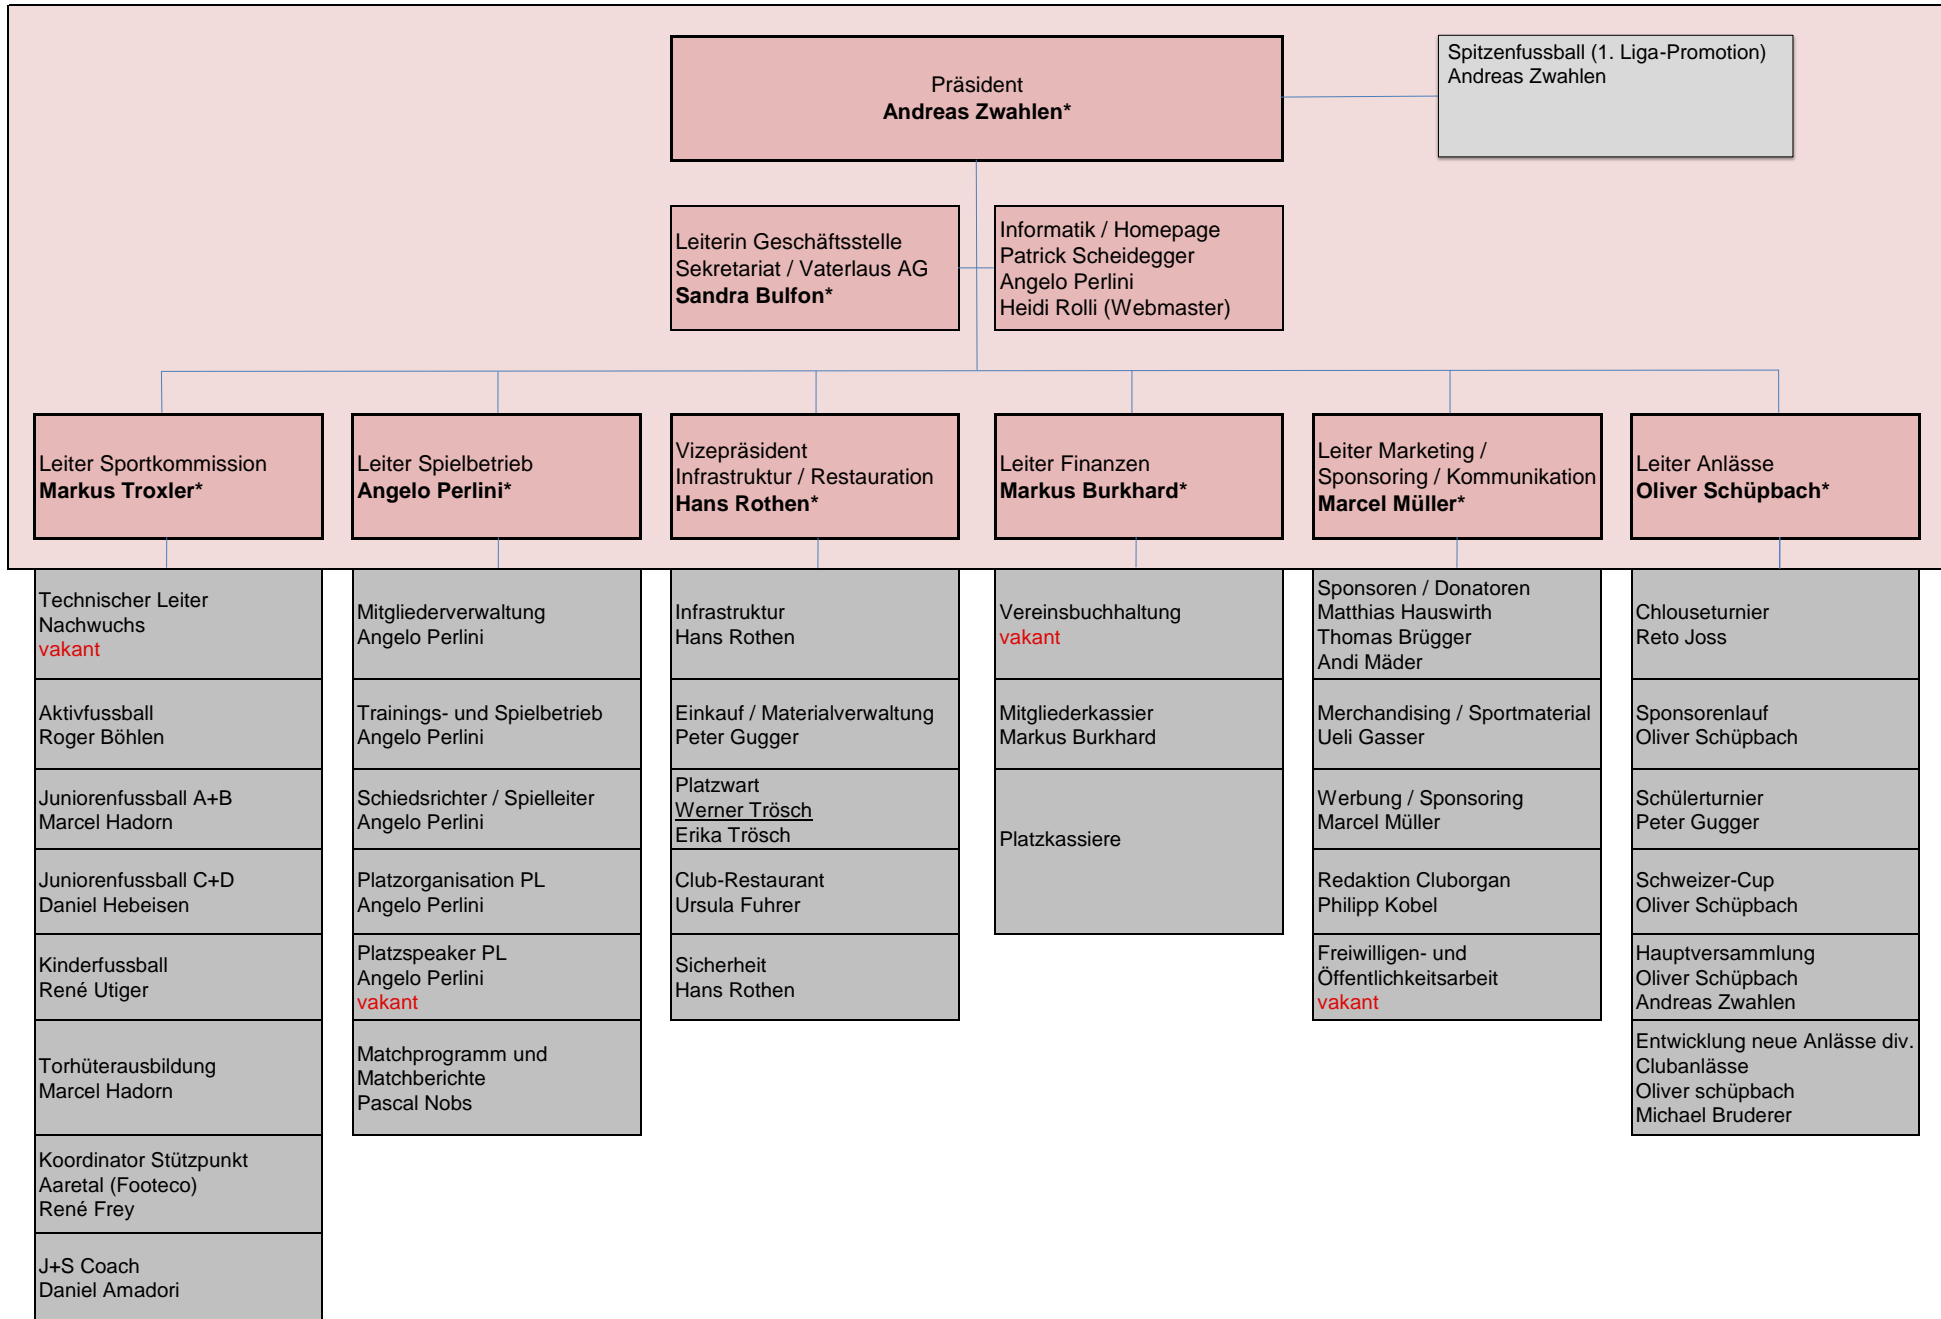 Präsident
Andreas Zwahlen*
Spitzenfussball (1. Liga-Promotion)
Andreas Zwahlen
Leiterin Geschäftsstelle
Sekretariat / Vaterlaus AG
Sandra Bulfon*
Informatik / Homepage
Patrick Scheidegger
Angelo Perlini
Heidi Rolli (Webmaster)
Leiter Sportkommission
Markus Troxler*
Leiter Spielbetrieb
Angelo Perlini*
Vizepräsident
Infrastruktur / Restauration
Hans Rothen*
Leiter Finanzen
Markus Burkhard*
Leiter Marketing /
Sponsoring / Kommunikation
Marcel Müller*
Leiter Anlässe
Oliver Schüpbach*
Technischer Leiter
Nachwuchs
vakant
Aktivfussball
Roger Böhlen
Juniorenfussball A+B
Marcel Hadorn
Juniorenfussball C+D
Daniel Hebeisen
Kinderfussball
René Utiger
Torhüterausbildung
Marcel Hadorn
Koordinator Stützpunkt
Aaretal (Footeco)
René Frey
J+S Coach
Daniel Amadori
Mitgliederverwaltung
Angelo Perlini
Trainings- und Spielbetrieb
Angelo Perlini
Schiedsrichter / Spielleiter
Angelo Perlini
Platzorganisation PL
Angelo Perlini
Platzspeaker PL
Angelo Perlini
vakant
Matchprogramm und
Matchberichte
Pascal Nobs
Infrastruktur
Hans Rothen
Einkauf / Materialverwaltung
Peter Gugger
Platzwart
Werner Trösch
Erika Trösch
Club-Restaurant
Ursula Fuhrer
Sicherheit
Hans Rothen
Vereinsbuchhaltung
vakant
Mitgliederkassier
Markus Burkhard
Platzkassiere
Sponsoren / Donatoren
Matthias Hauswirth
Thomas Brügger
Andi Mäder
Merchandising / Sportmaterial
Ueli Gasser
Werbung / Sponsoring
Marcel Müller
Redaktion Cluborgan
Philipp Kobel
Freiwilligen- und
Öffentlichkeitsarbeit
vakant
Chlouseturnier
Reto Joss
Sponsorenlauf
Oliver Schüpbach
Schülerturnier
Peter Gugger
Schweizer-Cup
Oliver Schüpbach
Hauptversammlung
Oliver Schüpbach
Andreas Zwahlen
Entwicklung neue Anlässe div.
Clubanlässe
Oliver schüpbach
Michael Bruderer